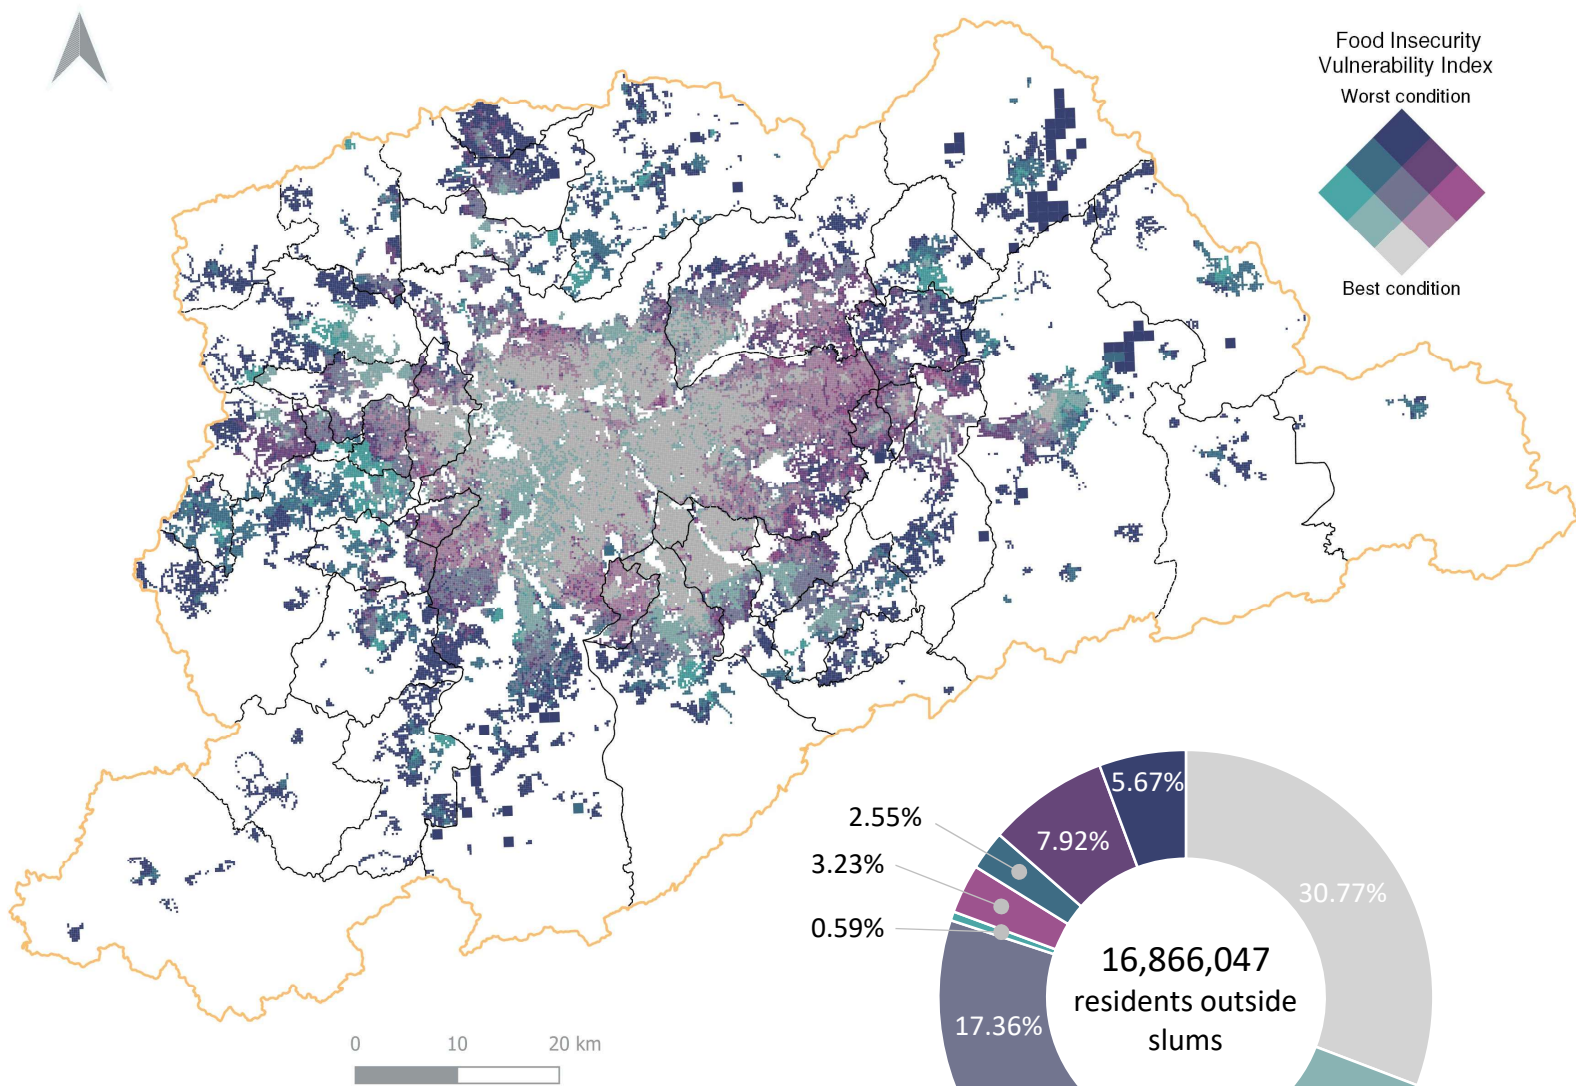 Food Insecurity
Vulnerability Index
Worst condition
Best condition
5.67%
2.55%
7.92%
3.23%
30.77%
0.59%
16,866,047
residents outside
slums
17.36%
0 10 20 km